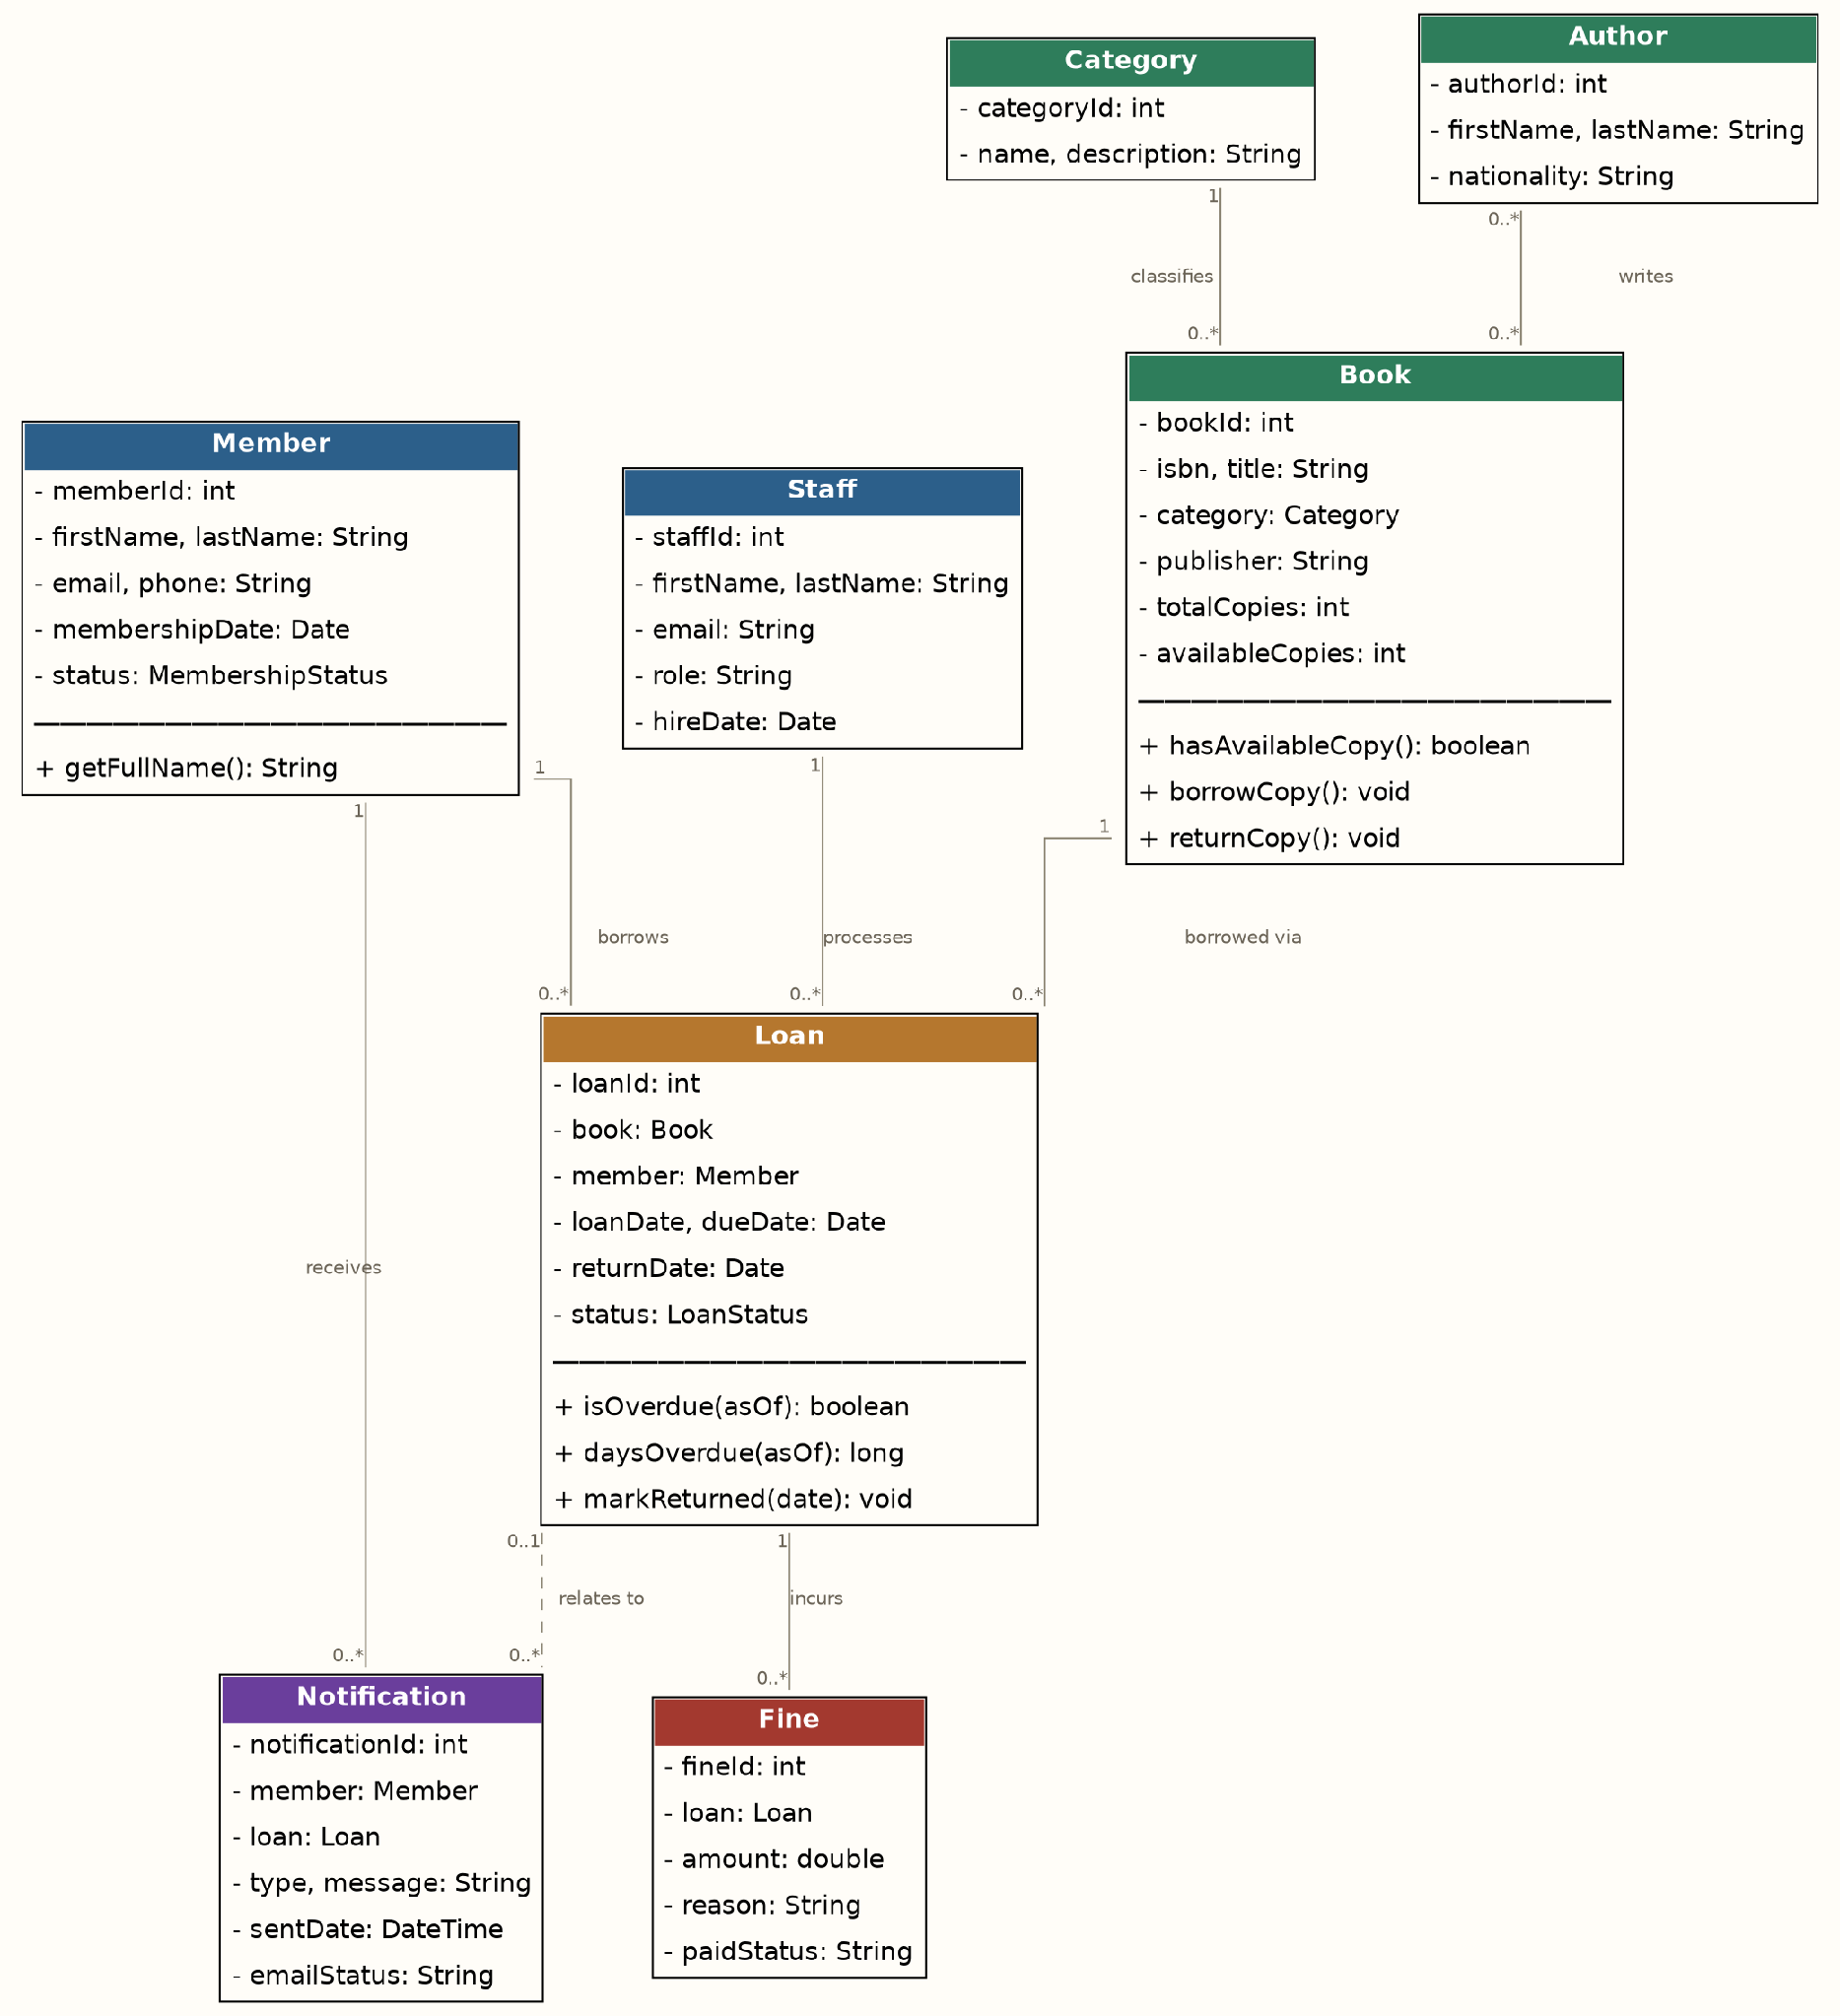 Category
- categoryId: int
- name, description: String
Author
- authorId: int
- firstName, lastName: String
- nationality: String
1
0..*
classifies
writes
0..*
0..*
Book
- bookId: int
- isbn, title: String
- category: Category
- publisher: String
- totalCopies: int
- availableCopies: int
+ hasAvailableCopy(): boolean
+ borrowCopy(): void
+ returnCopy(): void
Member
- memberId: int
- firstName, lastName: String
- email, phone: String
- membershipDate: Date
- status: MembershipStatus
+ getFullName(): String
Staff
- staffId: int
- firstName, lastName: String
- email: String
- role: String
- hireDate: Date
1
1
1
1
borrows
processes
borrowed via
0..*
0..*
0..*
Loan
- loanId: int
- book: Book
- member: Member
- loanDate, dueDate: Date
- returnDate: Date
- status: LoanStatus
+ isOverdue(asOf): boolean
+ daysOverdue(asOf): long
+ markReturned(date): void
receives
0..1
1
relates to
incurs
0..*
0..*
0..*
Notification
- notificationId: int
- member: Member
- loan: Loan
- type, message: String
- sentDate: DateTime
- emailStatus: String
Fine
- fineId: int
- loan: Loan
- amount: double
- reason: String
- paidStatus: String